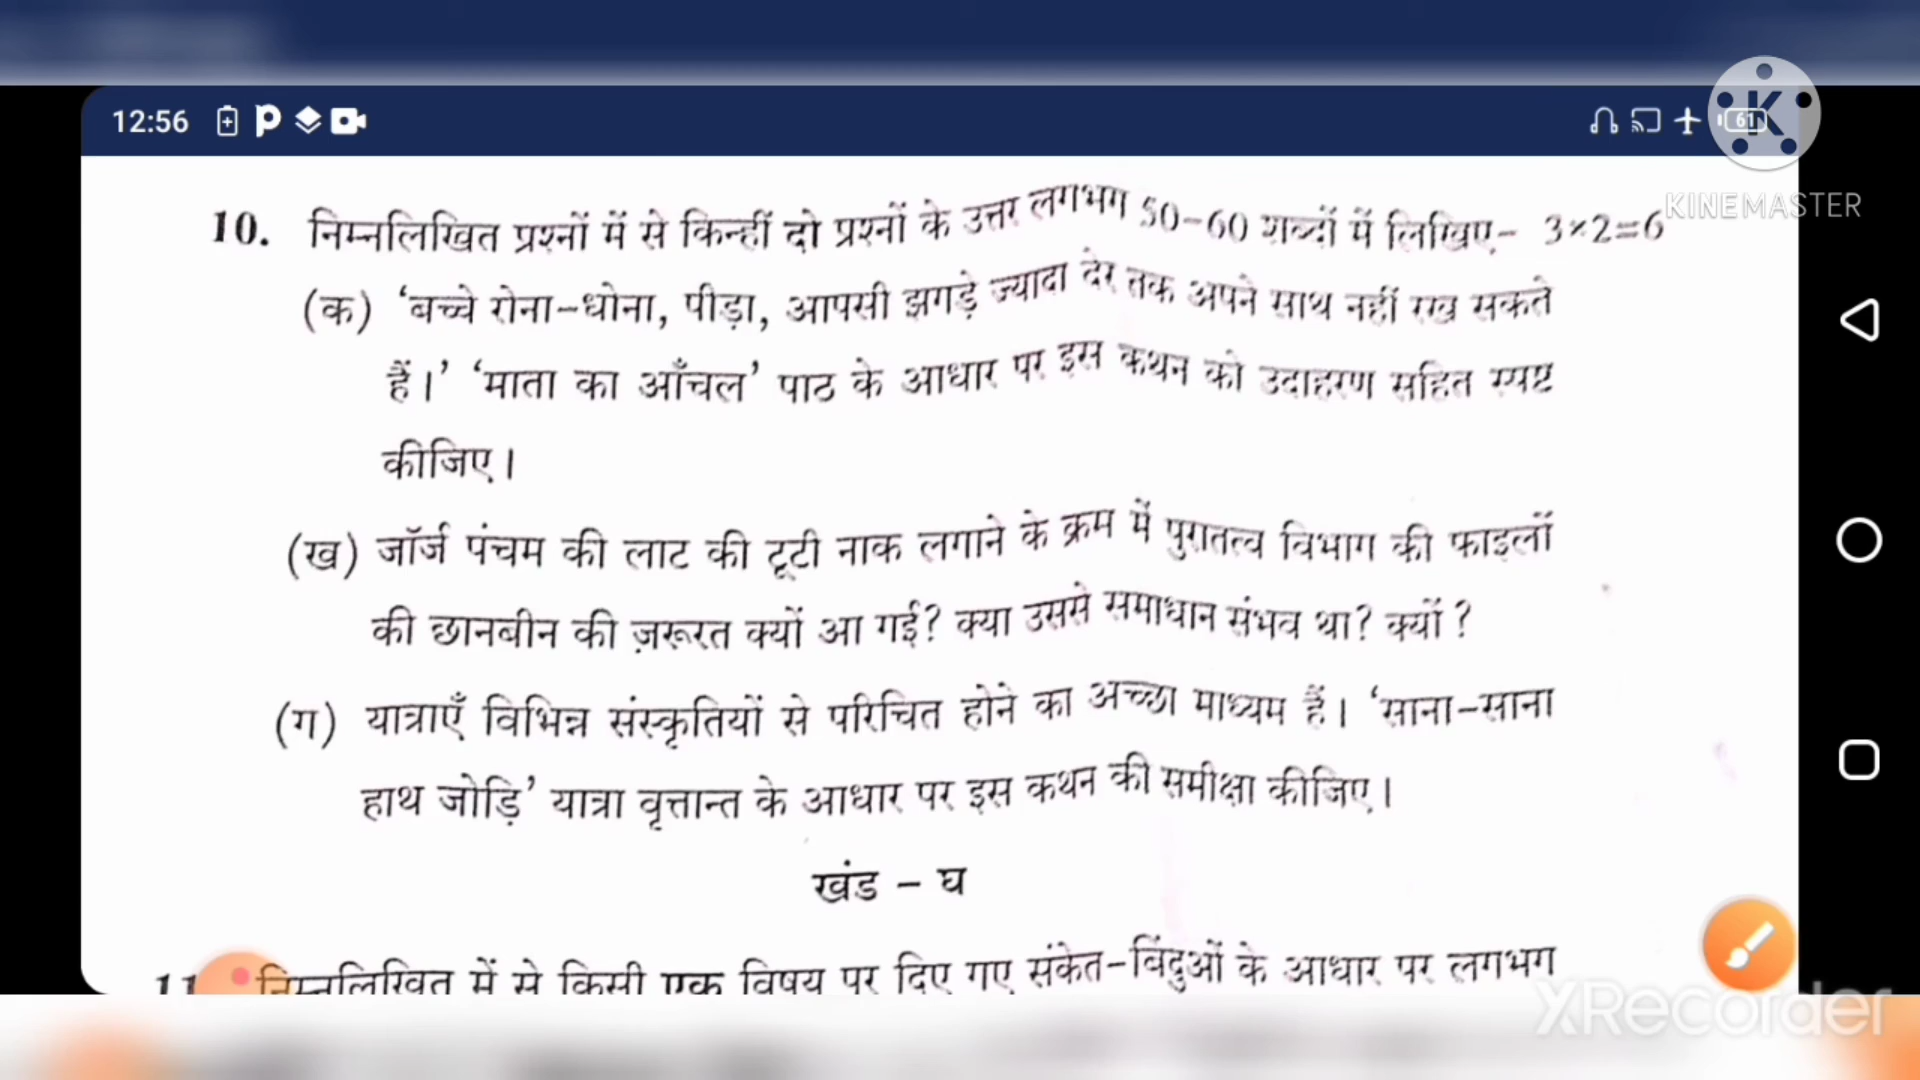 12:56
61
KINEMASTER
10. निम्नलिखित प्रश्नों में से किन्हीं दो प्रश्नों के उत्तर लगभग 50-60 शब्दों में लिखिए- 3×2=6
(क) 'बच्चे रोना-धोना, पीड़ा, आपसी झगड़े ज्यादा देर तक अपने साथ नहीं रख सकते
हैं।' 'माता का आँचल' पाठ के आधार पर इस कथन को उदाहरण सहित स्पष्ट
कीजिए।
(ख) जॉर्ज पंचम की लाट की टूटी नाक लगाने के क्रम में पुरातत्व विभाग की फाइलों
की छानबीन की ज़रूरत क्यों आ गई? क्या उससे समाधान संभव था? क्यों ?
(ग) यात्राएँ विभिन्न संस्कृतियों से परिचित होने का अच्छा माध्यम हैं। 'साना-साना
हाथ जोड़ि' यात्रा वृत्तान्त के आधार पर इस कथन की समीक्षा कीजिए।
खंड - घ
11 निम्नलिखित में से किसी एक विषय पर दिए गए संकेत-बिंदुओं के आधार पर लगभग
XRecorder